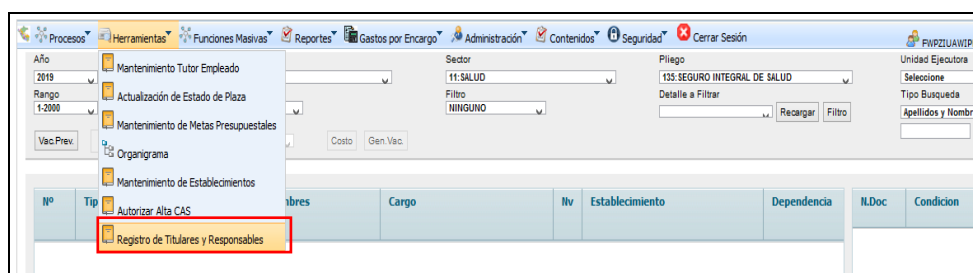 Procesos Herramientas Funciones Masivas Reportes Gastos por Encargo Administración Contenidos Seguridad Cerrar Sesión FWPZIUAWIP
Año Sector Pliego Unidad Ejecutora
2019 11:SALUD 135:SEGURO INTEGRAL DE SALUD Seleccione
Rango Filtro Detalle a Filtrar Tipo Busqueda
1-2000 NINGUNO Recargar Filtro Apellidos y Nombr
Vac.Prev. Costo Gen.Vac.
Mantenimiento Tutor Empleado
Actualización de Estado de Plaza
Mantenimiento de Metas Presupuestales
Organigrama
Mantenimiento de Establecimientos
Autorizar Alta CAS
Registro de Titulares y Responsables
Nº Tip mbres Cargo Nv Establecimiento Dependencia N.Doc Condicion